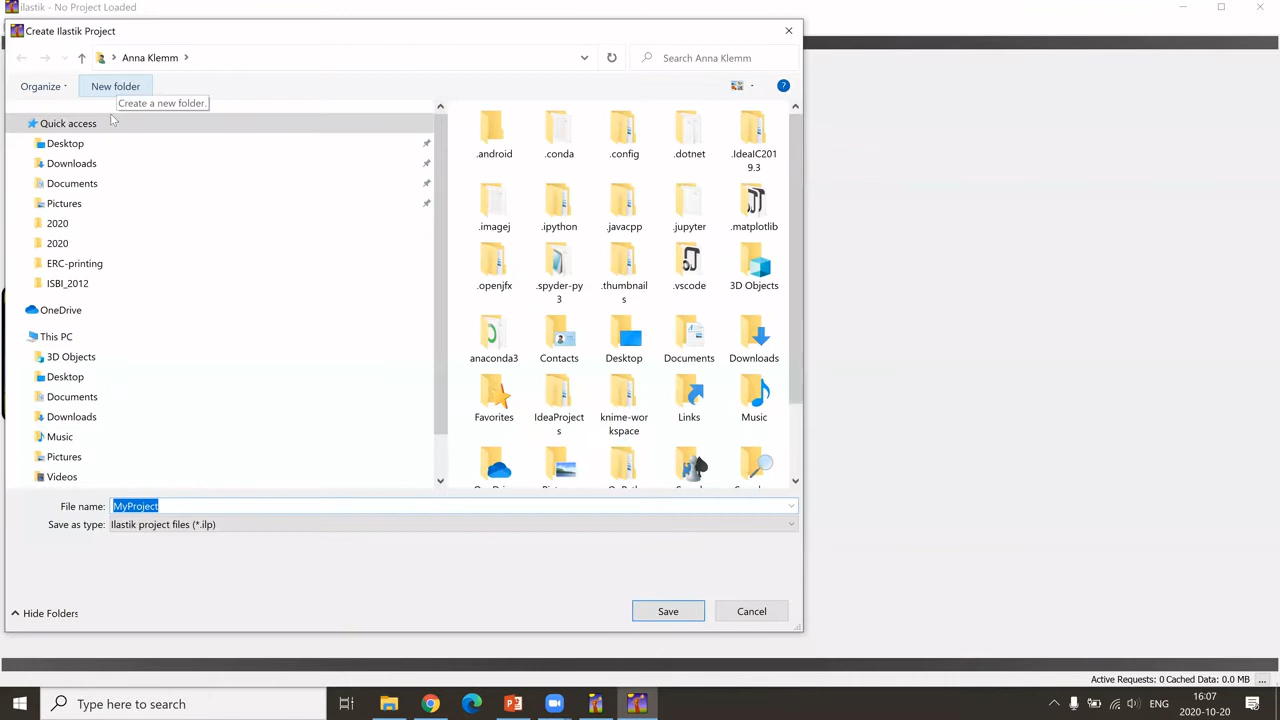 ilastik - No Project Loaded
Create Ilastik Project
Anna Klemm
Search Anna Klemm
Organize
New folder
Create a new folder.
Quick access
Desktop
Downloads
Documents
Pictures
2020
2020
ERC-printing
ISBI_2012
OneDrive
This PC
3D Objects
Desktop
Documents
Downloads
Music
Pictures
Videos
.android
.conda
.config
.dotnet
.IdeaIC2019.3
.imagej
.ipython
.javacpp
.jupyter
.matplotlib
.openjfx
.spyder-py3
.thumbnails
.vscode
3D Objects
anaconda3
Contacts
Desktop
Documents
Downloads
Favorites
IdeaProjects
knime-workspace
Links
Music
File name: MyProject
Save as type: Ilastik project files (*.ilp)
Hide Folders
Save
Cancel
Active Requests: 0 Cached Data: 0.0 MB
...
Type here to search
ENG
16:07
2020-10-20